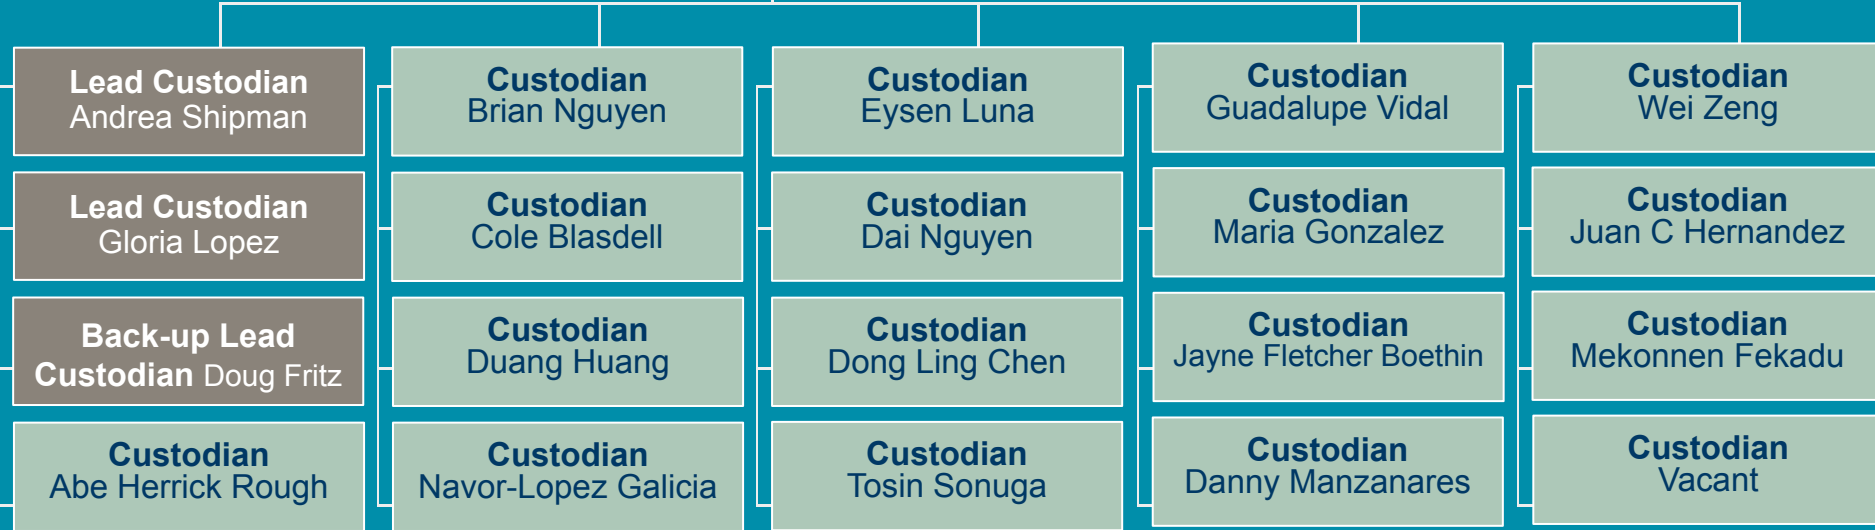 Lead Custodian
Andrea Shipman
Custodian
Brian Nguyen
Custodian
Eysen Luna
Custodian
Guadalupe Vidal
Custodian
Wei Zeng
Lead Custodian
Gloria Lopez
Custodian
Cole Blasdell
Custodian
Dai Nguyen
Custodian
Maria Gonzalez
Custodian
Juan C Hernandez
Back-up Lead
Custodian Doug Fritz
Custodian
Duang Huang
Custodian
Dong Ling Chen
Custodian
Jayne Fletcher Boethin
Custodian
Mekonnen Fekadu
Custodian
Abe Herrick Rough
Custodian
Navor-Lopez Galicia
Custodian
Tosin Sonuga
Custodian
Danny Manzanares
Custodian
Vacant